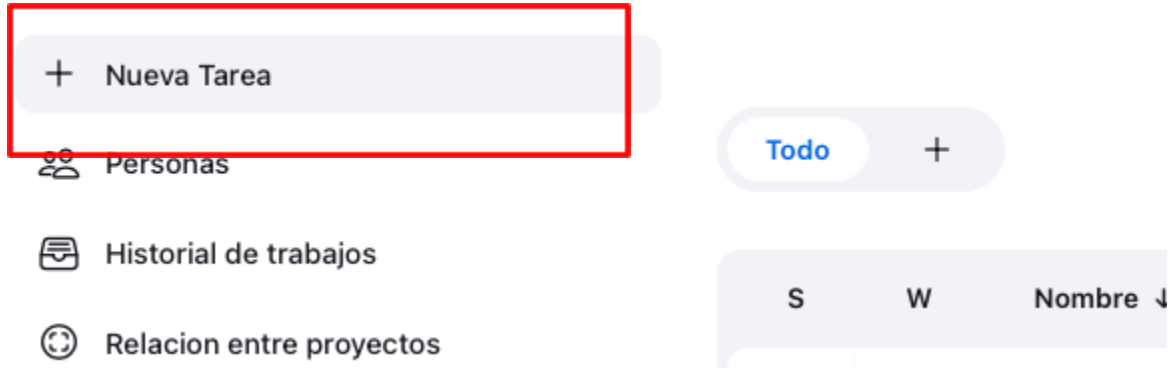 Nueva Tarea
Personas
Historial de trabajos
Relacion entre proyectos
Todo +
S W Nombre ↓